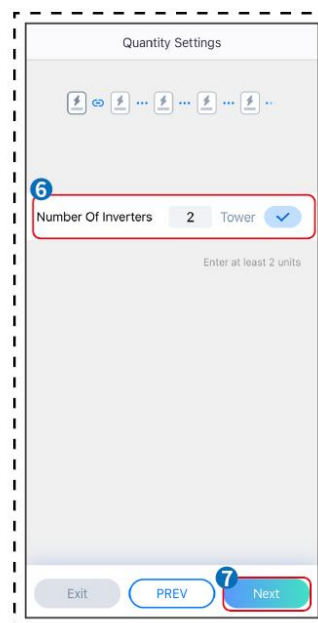 Quantity Settings
6
Number Of Inverters 2 Tower
Enter at least 2 units
7
Exit PREV Next